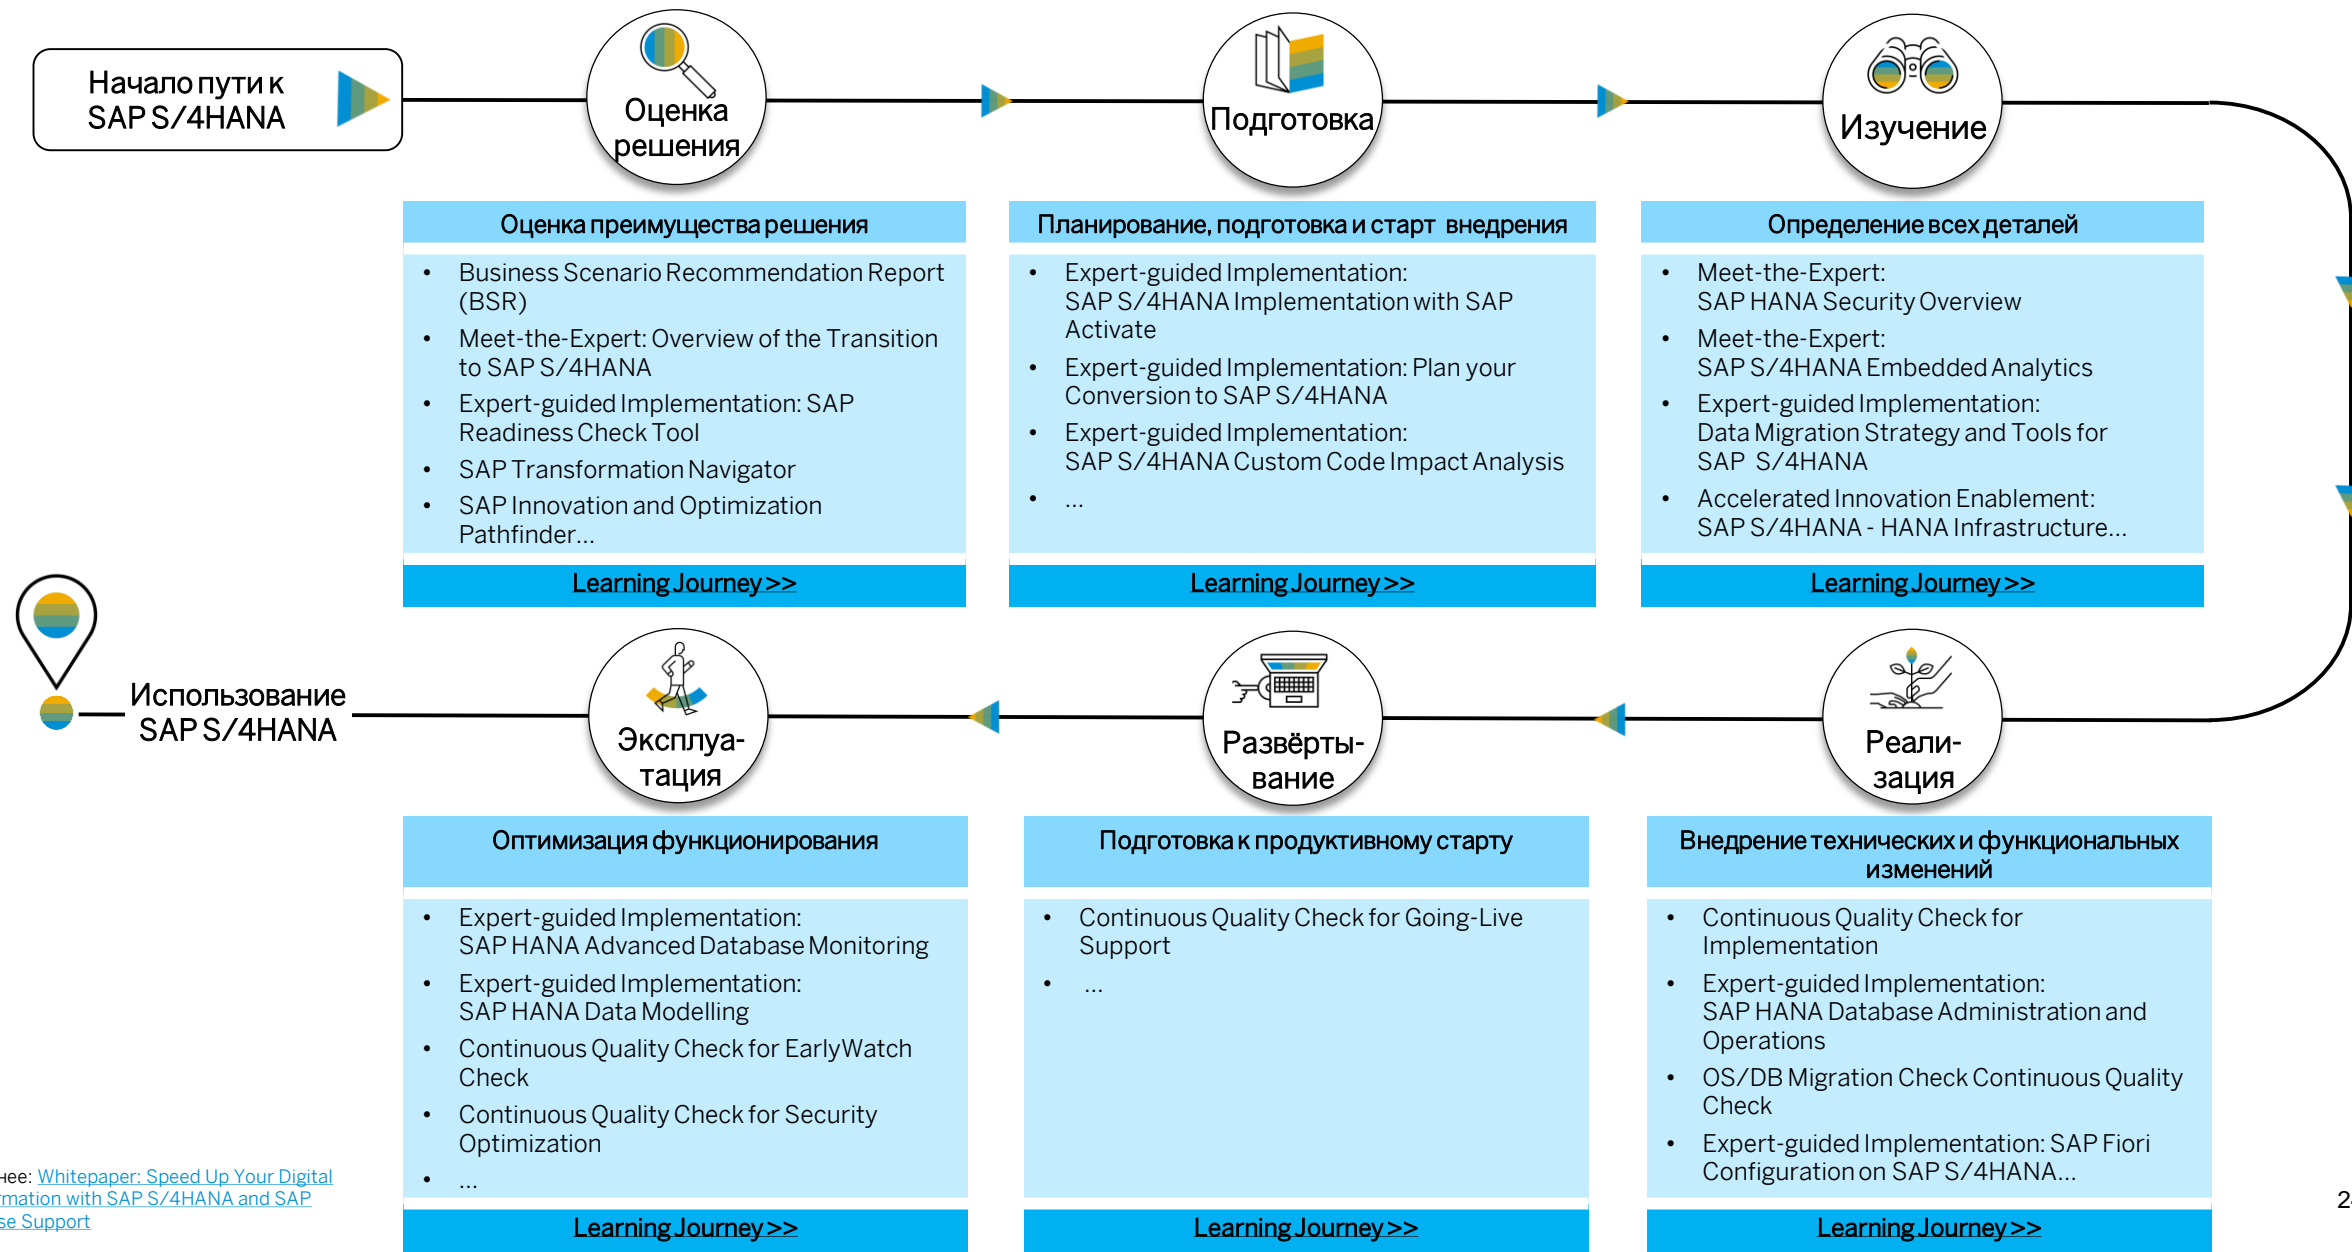 Начало пути к
SAP S/4HANA
Оценка
решения
Подготовка
Изучение
Оценка преимущества решения
• Business Scenario Recommendation Report
(BSR)
• Meet-the-Expert: Overview of the Transition
to SAP S/4HANA
• Expert-guided Implementation: SAP
Readiness Check Tool
• SAP Transformation Navigator
• SAP Innovation and Optimization
Pathfinder...
Learning Journey >>
Планирование, подготовка и старт внедрения
• Expert-guided Implementation:
SAP S/4HANA Implementation with SAP
Activate
• Expert-guided Implementation: Plan your
Conversion to SAP S/4HANA
• Expert-guided Implementation:
SAP S/4HANA Custom Code Impact Analysis
• ...
Learning Journey >>
Определение всех деталей
• Meet-the-Expert:
SAP HANA Security Overview
• Meet-the-Expert:
SAP S/4HANA Embedded Analytics
• Expert-guided Implementation:
Data Migration Strategy and Tools for
SAP S/4HANA
• Accelerated Innovation Enablement:
SAP S/4HANA - HANA Infrastructure...
Learning Journey >>
Использование
SAP S/4HANA
Эксплуа-
тация
Развёрты-
вание
Реали-
зация
Оптимизация функционирования
• Expert-guided Implementation:
SAP HANA Advanced Database Monitoring
• Expert-guided Implementation:
SAP HANA Data Modelling
• Continuous Quality Check for EarlyWatch
Check
• Continuous Quality Check for Security
Optimization
• ...
Learning Journey >>
Подготовка к продуктивному старту
• Continuous Quality Check for Going-Live
Support
• ...
Learning Journey >>
Внедрение технических и функциональных
изменений
• Continuous Quality Check for
Implementation
• Expert-guided Implementation:
SAP HANA Database Administration and
Operations
• OS/DB Migration Check Continuous Quality
Check
• Expert-guided Implementation: SAP Fiori
Configuration on SAP S/4HANA...
Learning Journey >>
нее: Whitepaper: Speed Up Your Digital
rmation with SAP S/4HANA and SAP
se Support